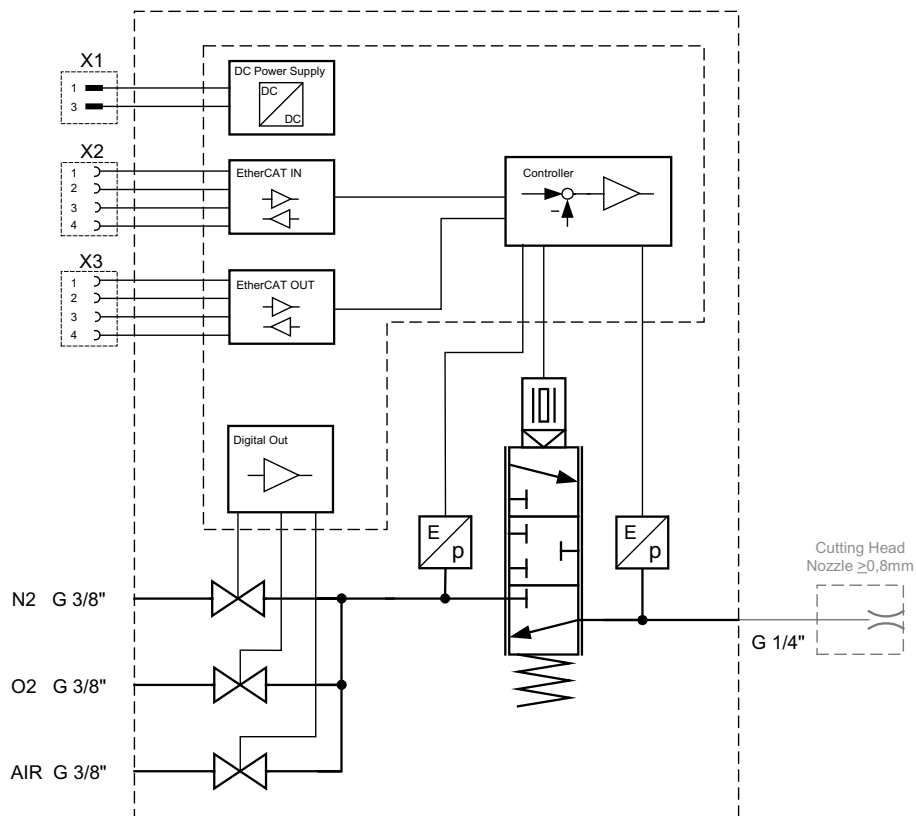 X1
1
3
DC Power Supply
DC
DC
X2
1
2
3
4
EtherCAT IN
Controller
X3
1
2
3
4
EtherCAT OUT
Digital Out
E
p
E
p
Cutting Head
Nozzle ≥0,8mm
N2 G 3/8"
G 1/4"
O2 G 3/8"
AIR G 3/8"